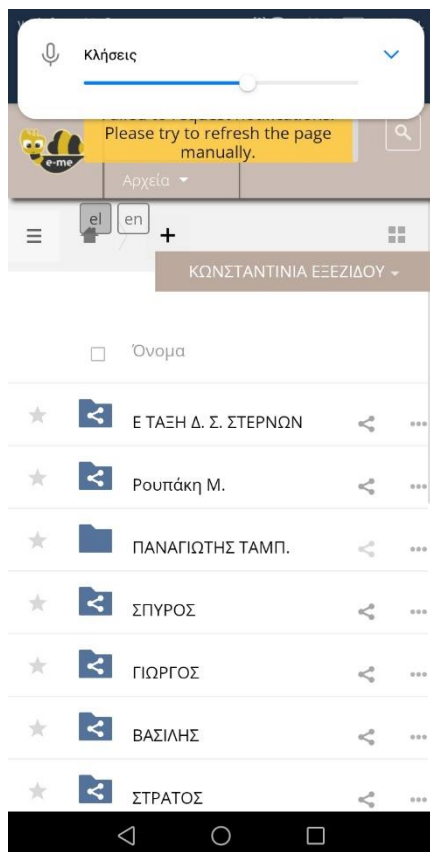 Κλήσεις
Please try to refresh the page
manually.
e-me
Αρχεία
el
en
ΚΩΝΣΤΑΝΤΙΝΙΑ ΕΞΕΖΙΔΟΥ
Όνομα
Ε ΤΑΞΗ Δ. Σ. ΣΤΕΡΝΩΝ
Ρουπάκη Μ.
ΠΑΝΑΓΙΩΤΗΣ ΤΑΜΠ.
ΣΠΥΡΟΣ
ΓΙΩΡΓΟΣ
ΒΑΣΙΛΗΣ
ΣΤΡΑΤΟΣ